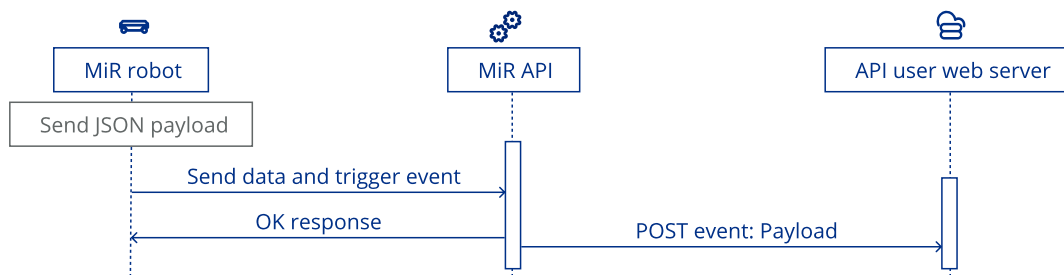 MiR robot
MiR API
API user web server
Send JSON payload
Send data and trigger event
OK response
POST event: Payload